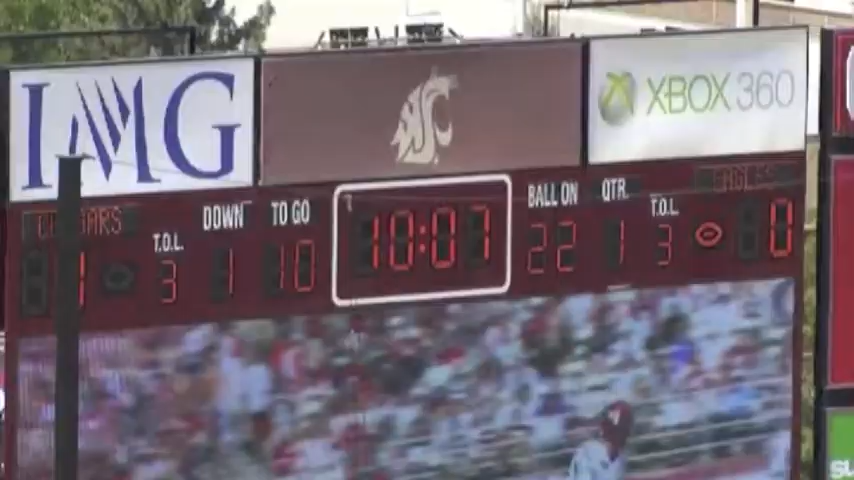 IMG
XBOX 360
COUGARS DOWN TO GO 10:07 BALL ON QTR EAGLES
T.O.L. T.O.L.
3 1 10 22 1 3 0